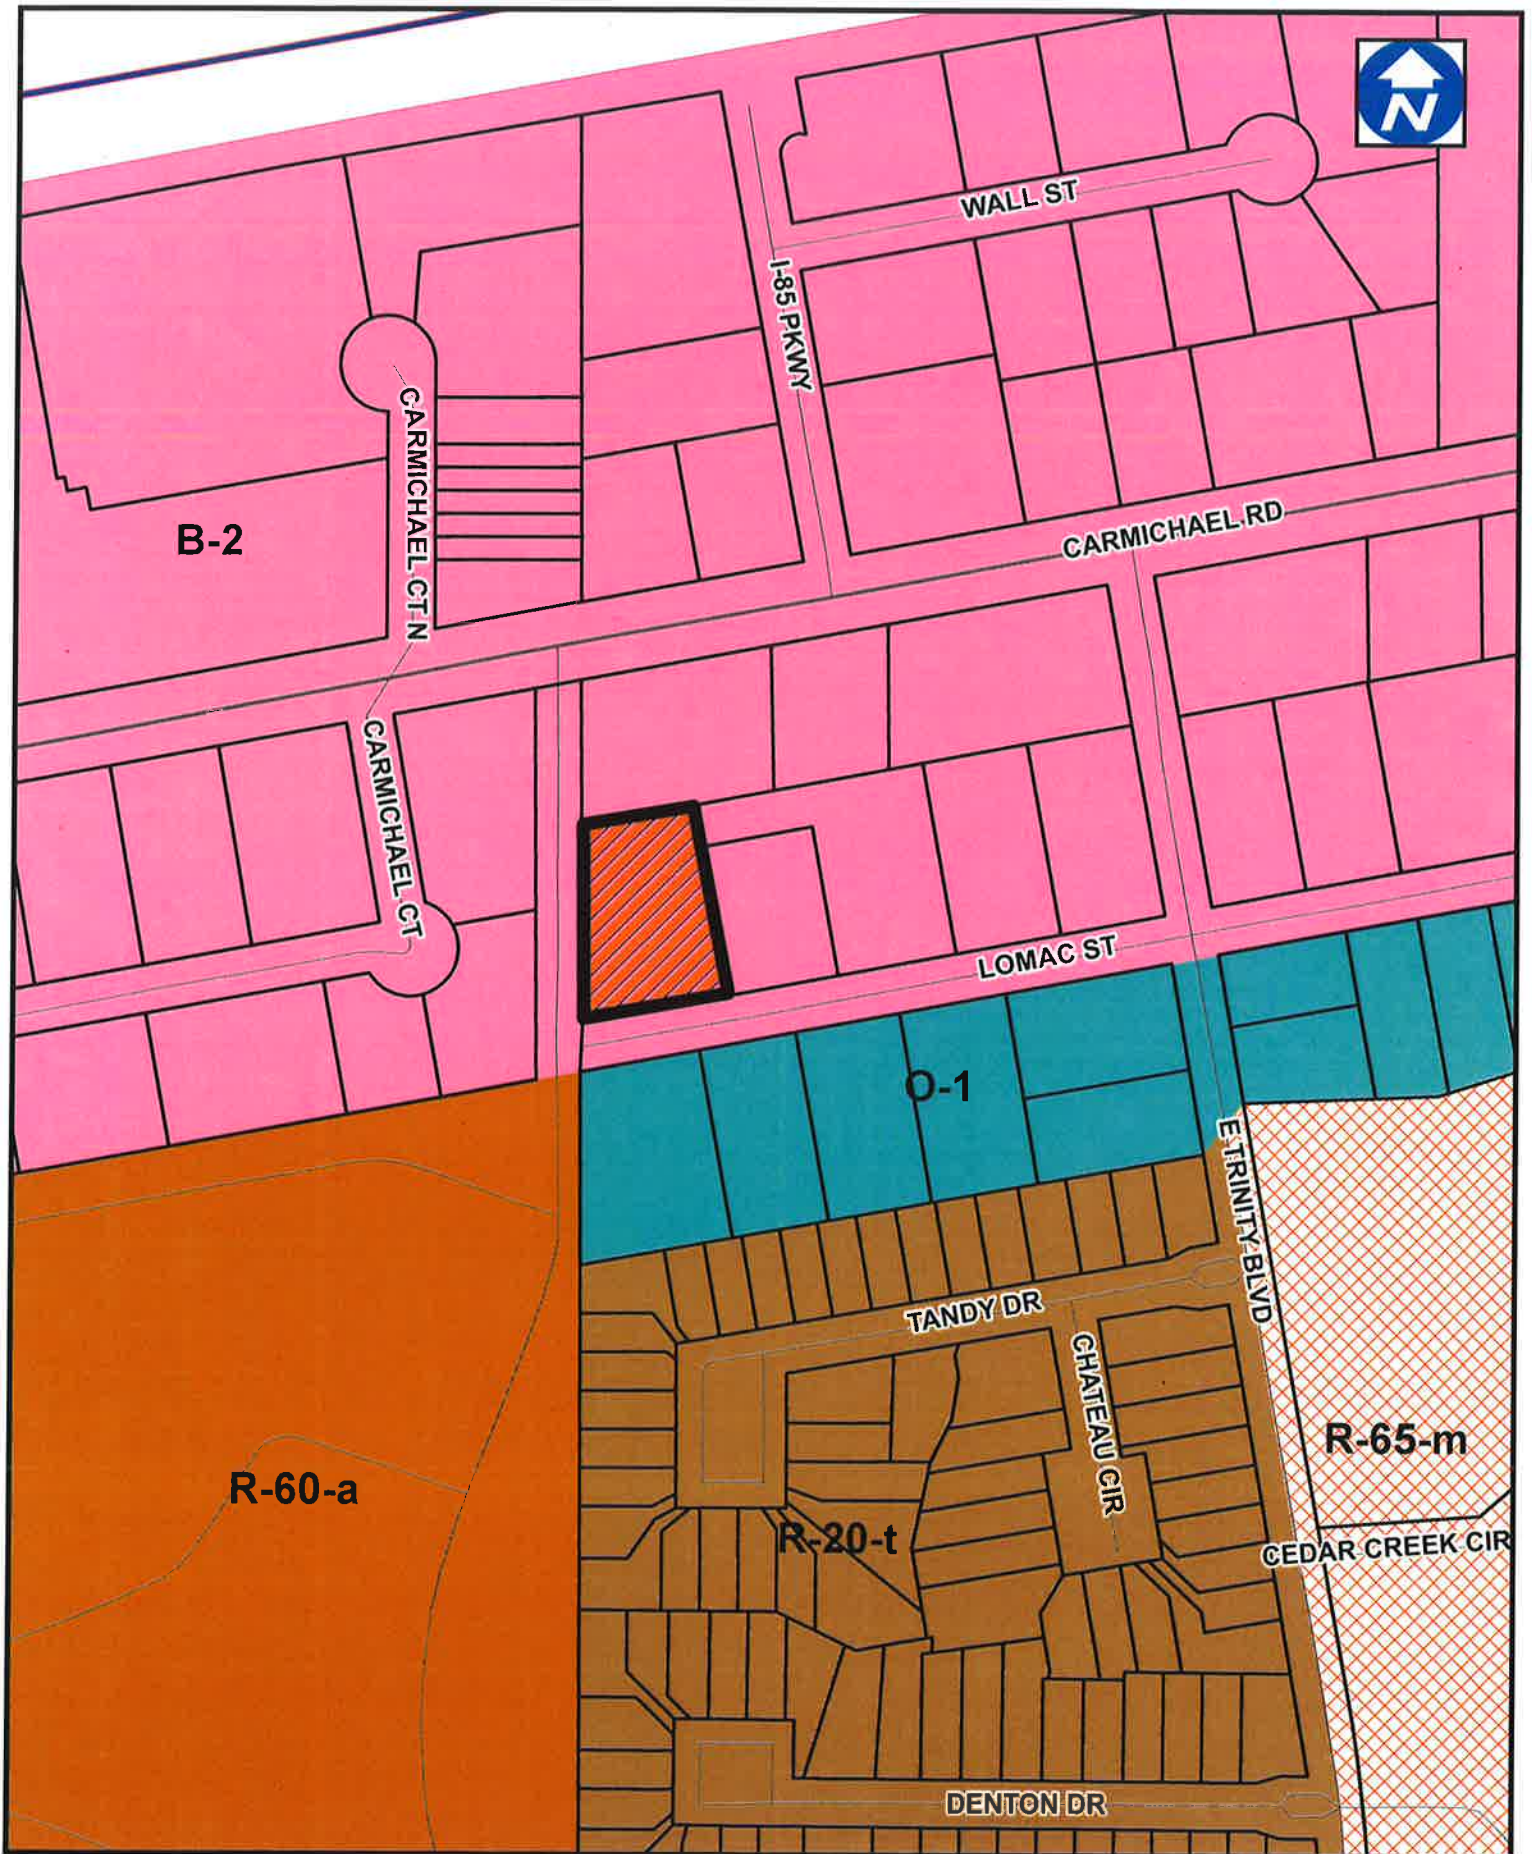 N
WALL ST
I-85 PKWY
CARMICHAEL CT N
B-2
CARMICHAEL RD
CARMICHAEL CT
LOMAC ST
O-1
E TRINITY BLVD
TANDY DR
CHATEAU CIR
R-65-m
R-60-a
R-20-t
CEDAR CREEK CIR
DENTON DR